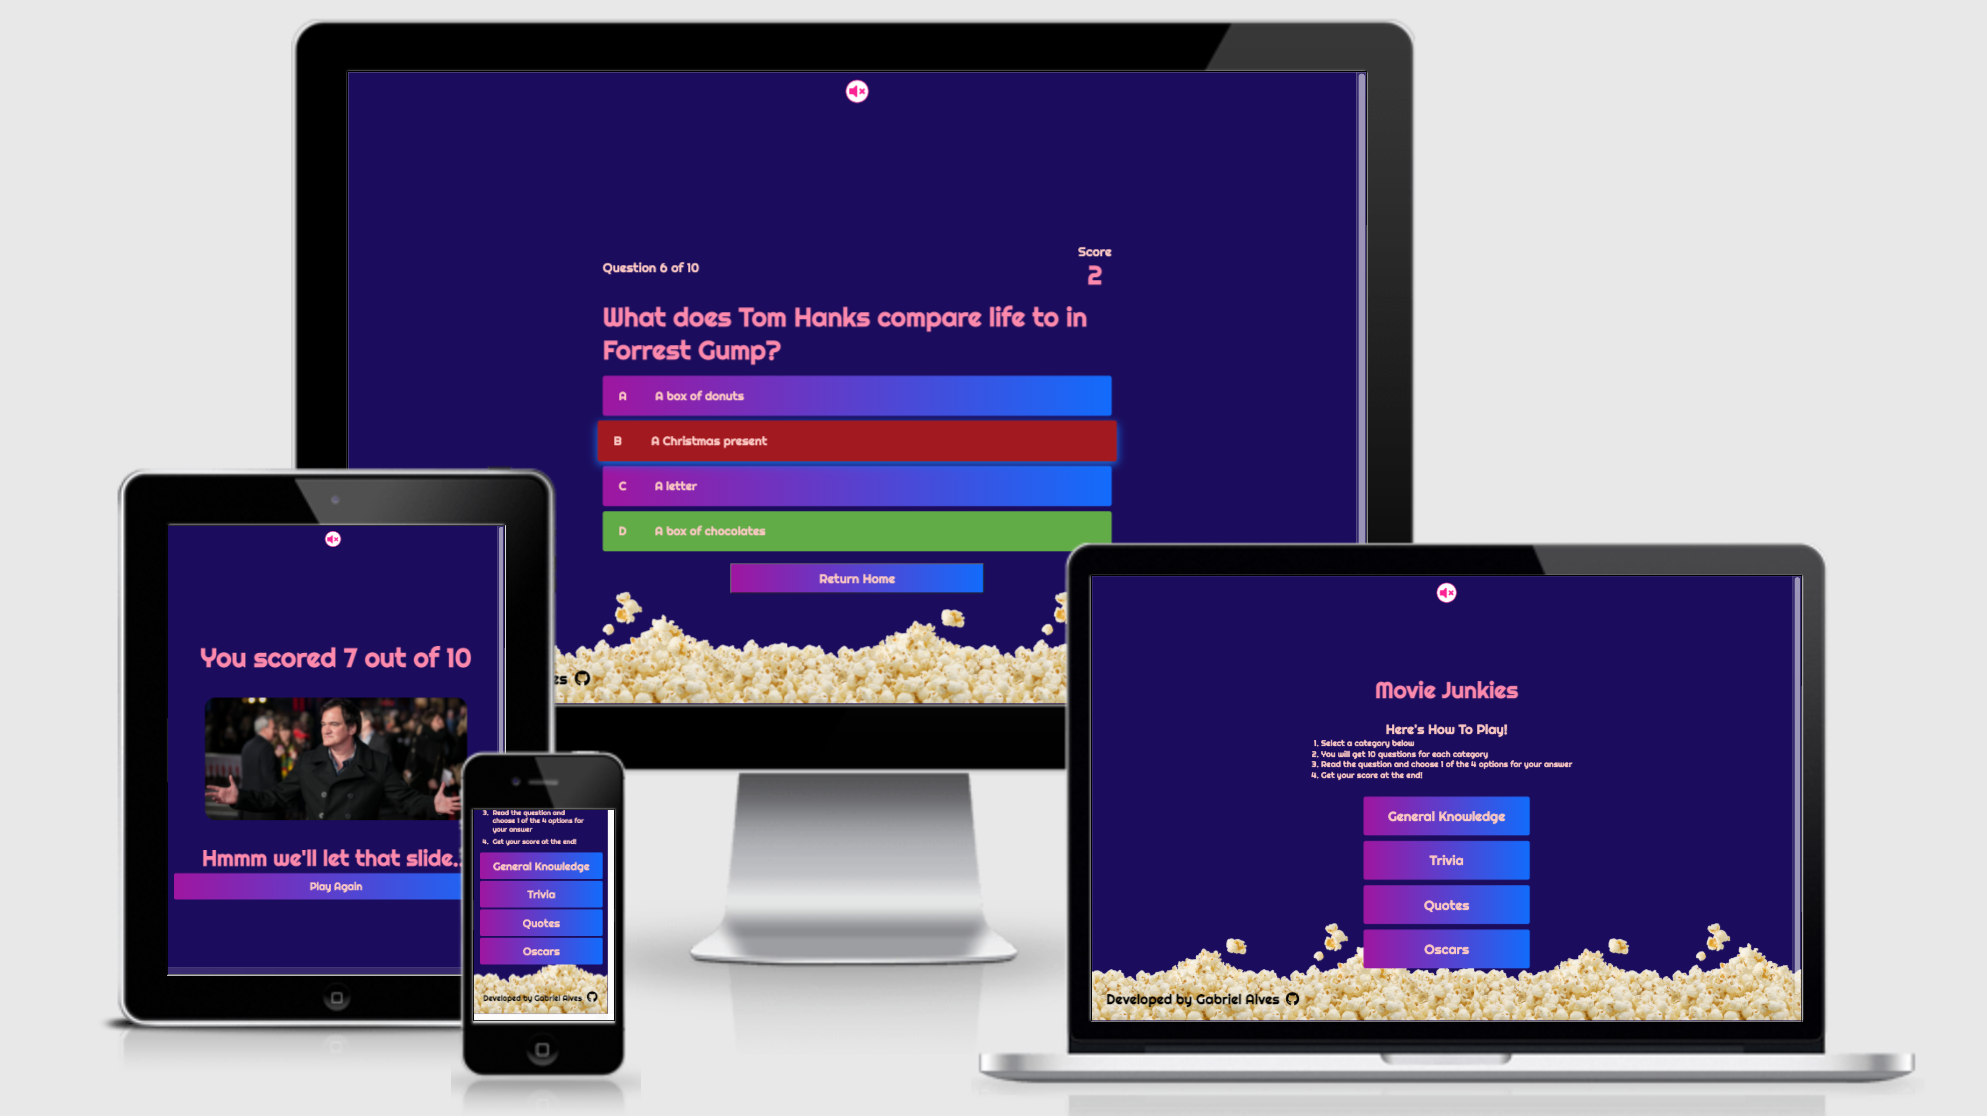 Question 6 of 10
Score
2
What does Tom Hanks compare life to in
Forrest Gump?
A A box of donuts
B A Christmas present
C A letter
D A box of chocolates
Return Home
es
You scored 7 out of 10
Hmmm we'll let that slide..
Play Again
3. Read the question and
choose 1 of the 4 options for
your answer
4. Get your score at the end!
General Knowledge
Trivia
Quotes
Oscars
Developed by Gabriel Alves
Movie Junkies
Here's How To Play!
1. Select a category below
2. You will get 10 questions for each category
3. Read the question and choose 1 of the 4 options for your answer
4. Get your score at the end!
General Knowledge
Trivia
Quotes
Oscars
Developed by Gabriel Alves